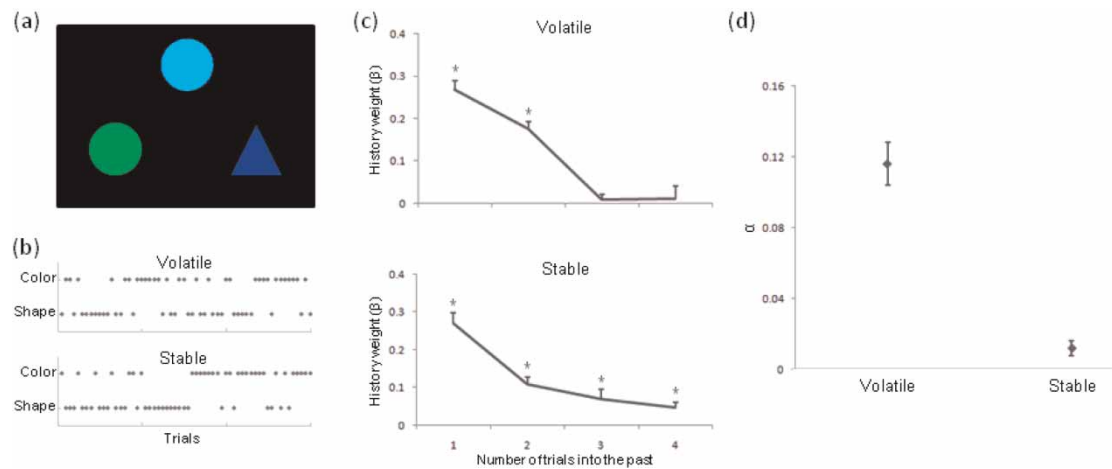 (a)
(b)
Volatile
Color
Shape
Stable
Color
Shape
Trials
(c)
Volatile
History weight (β)
0.4
0.3
0.2
0.1
0
*
*
Stable
History weight (β)
0.4
0.3
0.2
0.1
0
*
*
*
*
1 2 3 4
Number of trials into the past
(d)
α
0.16
0.12
0.08
0.04
0
Volatile Stable